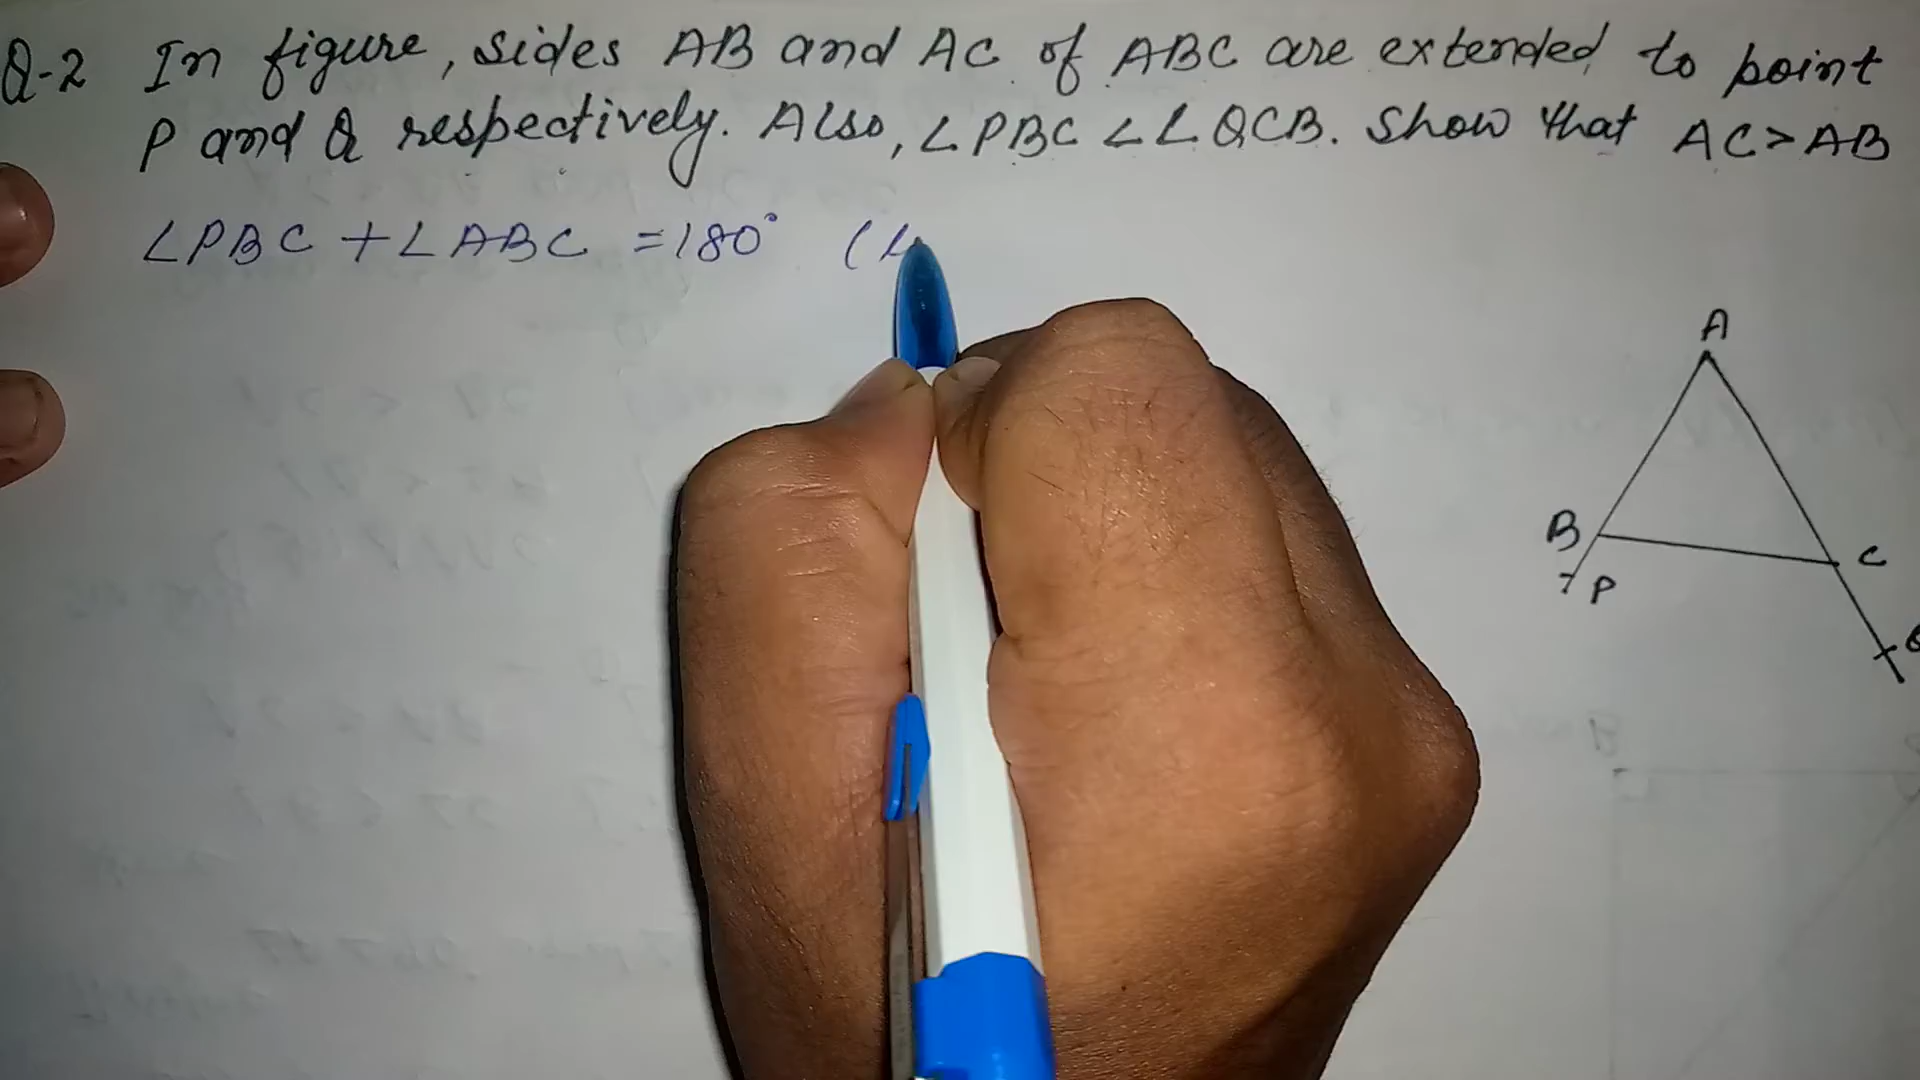 Q-2 In figure, sides AB and AC of ABC are extended to point
P and Q respectively. Also, ∠PBC < ∠QCB. Show that AC > AB
∠PBC + ∠ABC = 180° (L
A
B
C
P
Q